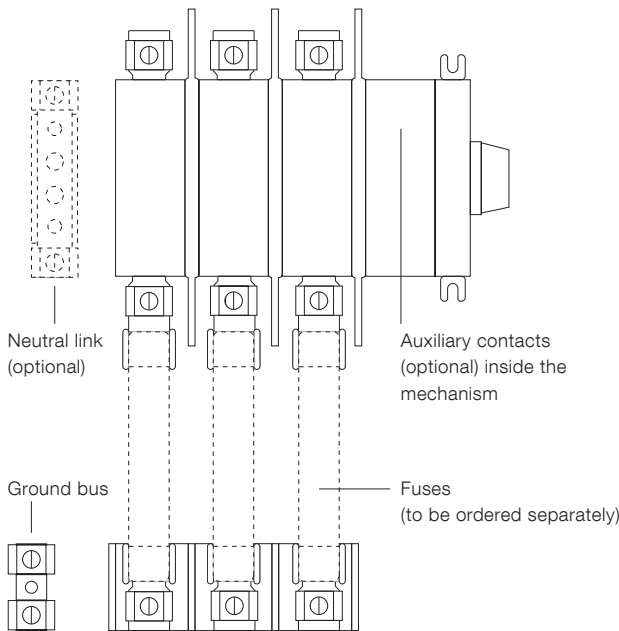 Neutral link
(optional)
Auxiliary contacts
(optional) inside the
mechanism
Ground bus
Fuses
(to be ordered separately)